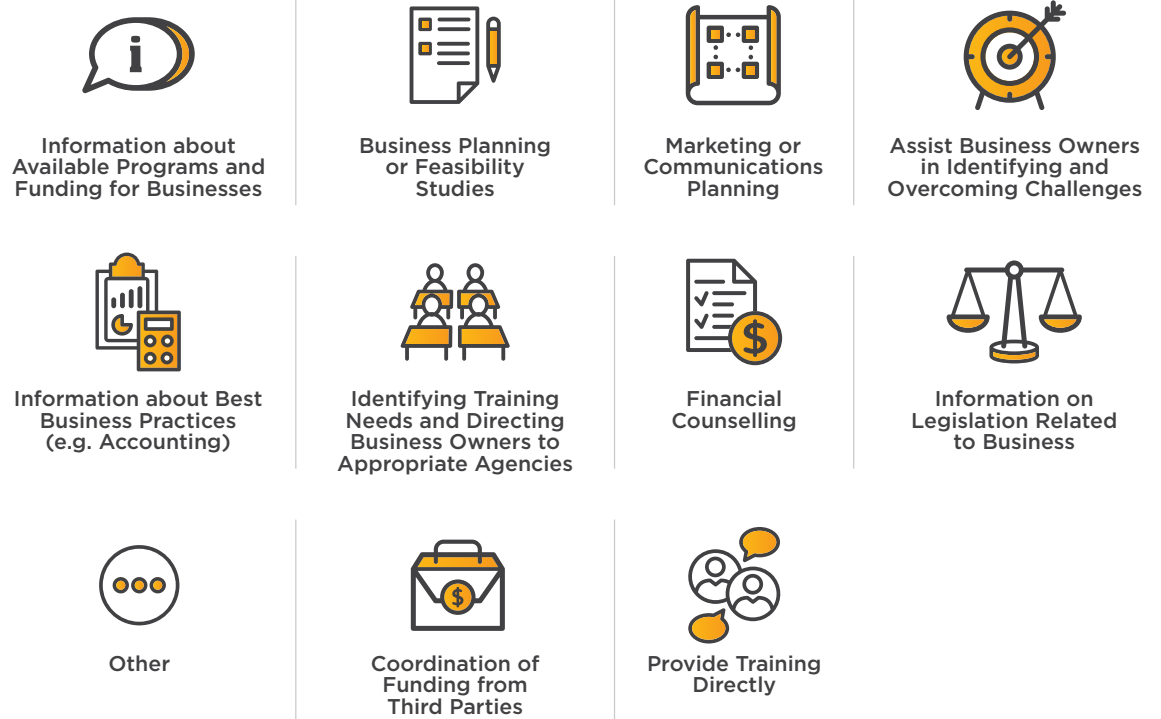 i
Information about
Available Programs and
Funding for Businesses
Business Planning
or Feasibility
Studies
Marketing or
Communications
Planning
Assist Business Owners
in Identifying and
Overcoming Challenges
Information about Best
Business Practices
(e.g. Accounting)
Identifying Training
Needs and Directing
Business Owners to
Appropriate Agencies
$
Financial
Counselling
Information on
Legislation Related
to Business
Other
$
Coordination of
Funding from
Third Parties
Provide Training
Directly